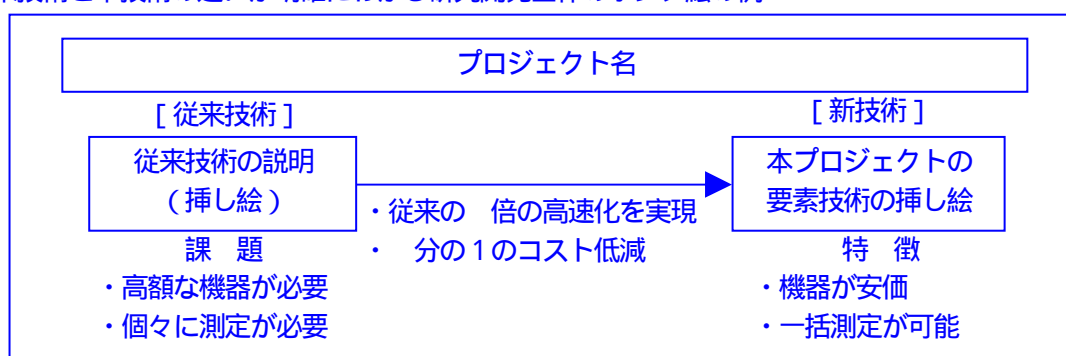 プロジェクト名
[ 従来技術 ]
[ 新技術 ]
従来技術の説明
( 挿し絵 )
本プロジェクトの
要素技術の挿し絵
・従来の　倍の高速化を実現
・　分の１のコスト低減
課　題
・高額な機器が必要
・個々に測定が必要
特　徴
・機器が安価
・一括測定が可能